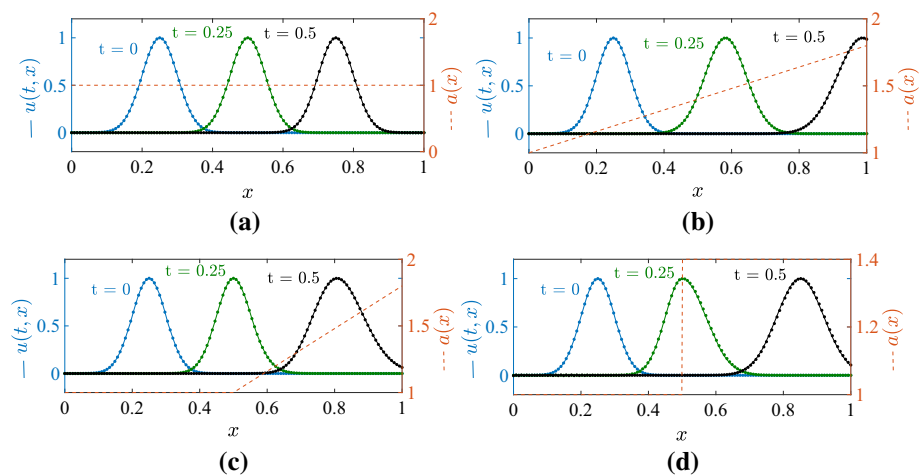 t = 0
t = 0.25
t = 0.5
1
0.5
0
— u(t, x)
2
1
0
--- a(x)
0 0.2 0.4 0.6 0.8 1
x
(a)
t = 0
t = 0.25
t = 0.5
1
0.5
0
— u(t, x)
2
1.5
1
--- a(x)
0 0.2 0.4 0.6 0.8 1
x
(b)
t = 0
t = 0.25
t = 0.5
1
0.5
0
— u(t, x)
2
1.5
1
--- a(x)
0 0.2 0.4 0.6 0.8 1
x
(c)
t = 0
t = 0.25
t = 0.5
1
0.5
0
— u(t, x)
1.4
1.2
1
--- a(x)
0 0.2 0.4 0.6 0.8 1
x
(d)